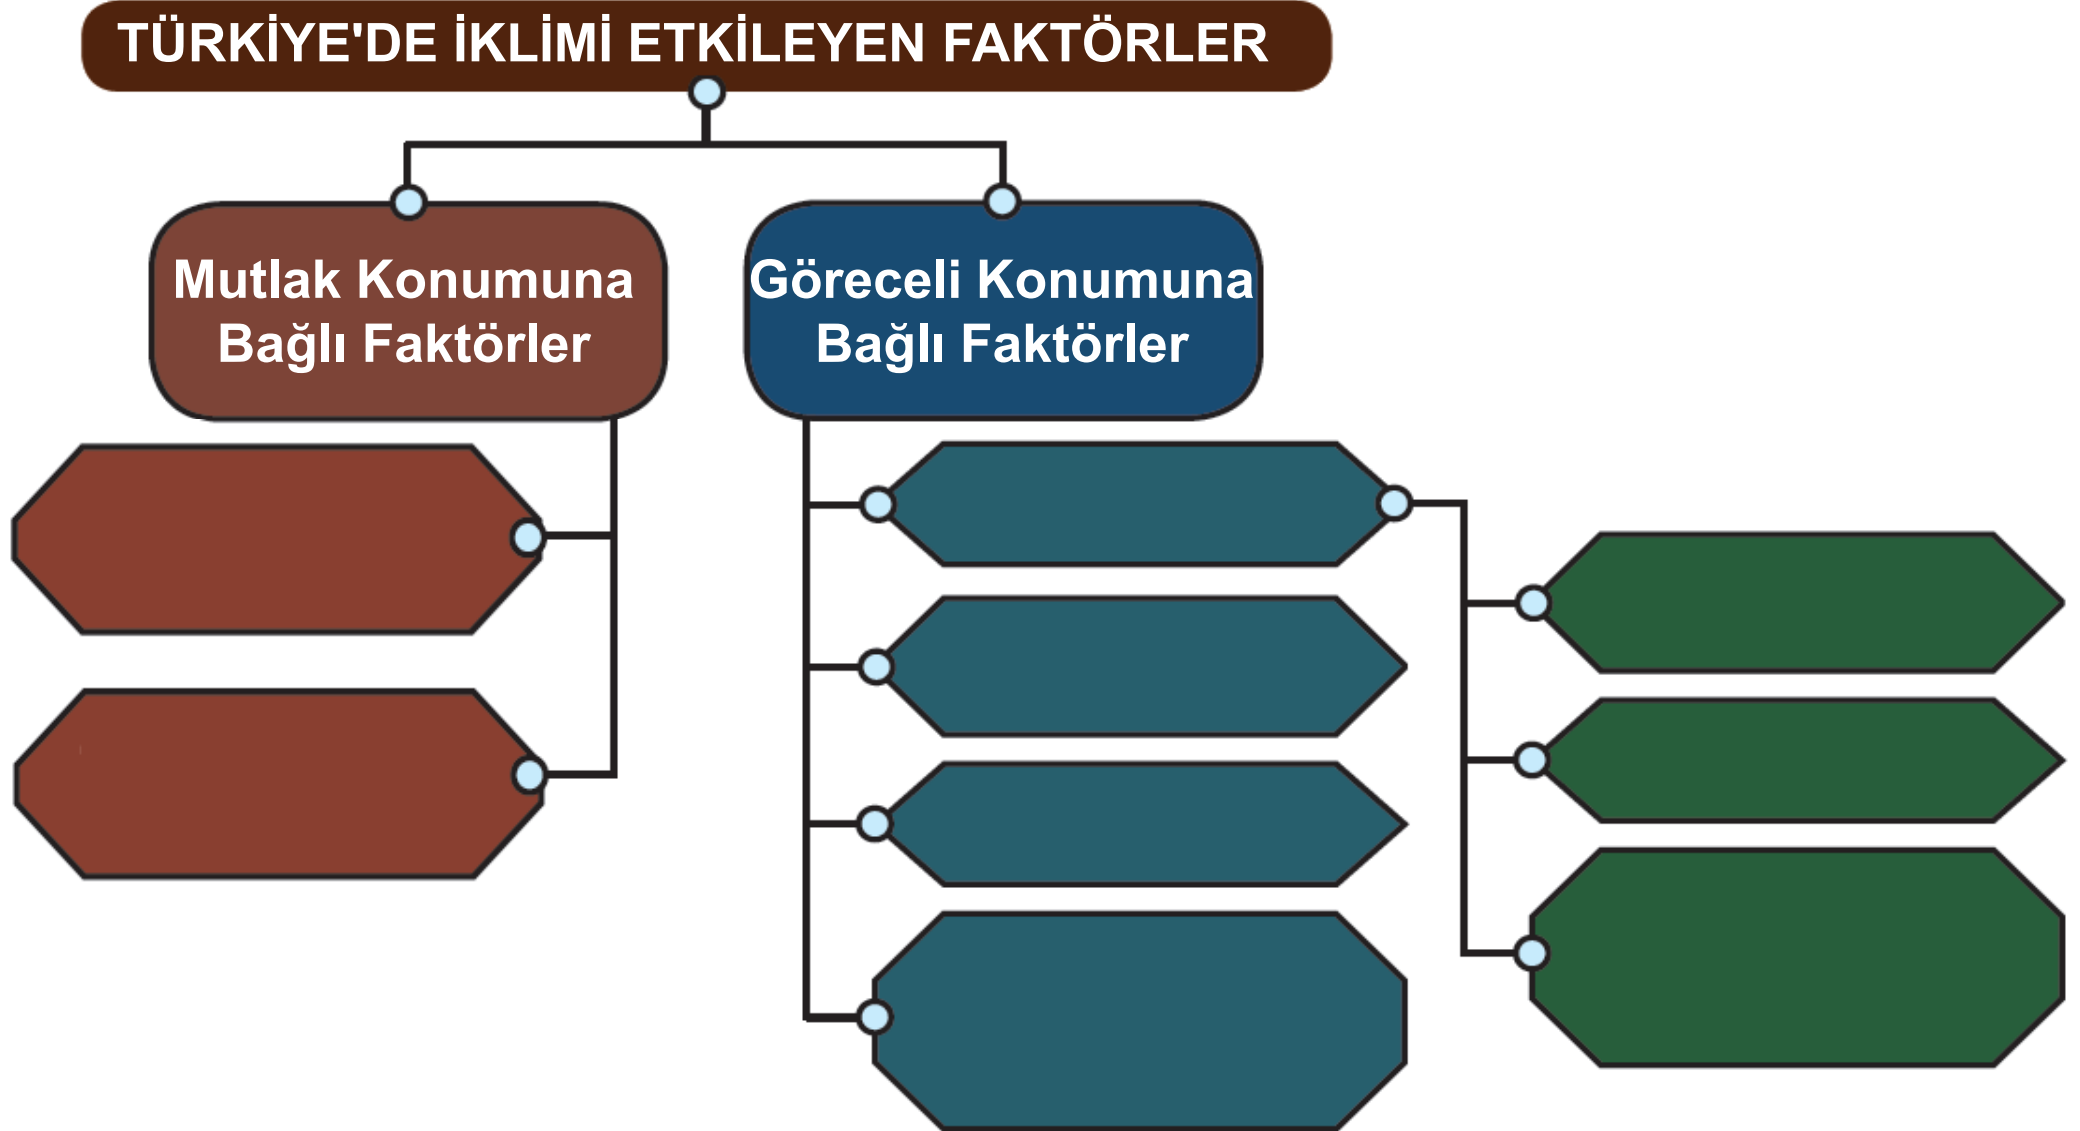 TÜRKİYE'DE İKLİMİ ETKİLEYEN FAKTÖRLER
Mutlak Konumuna
Bağlı Faktörler
Göreceli Konumuna
Bağlı Faktörler